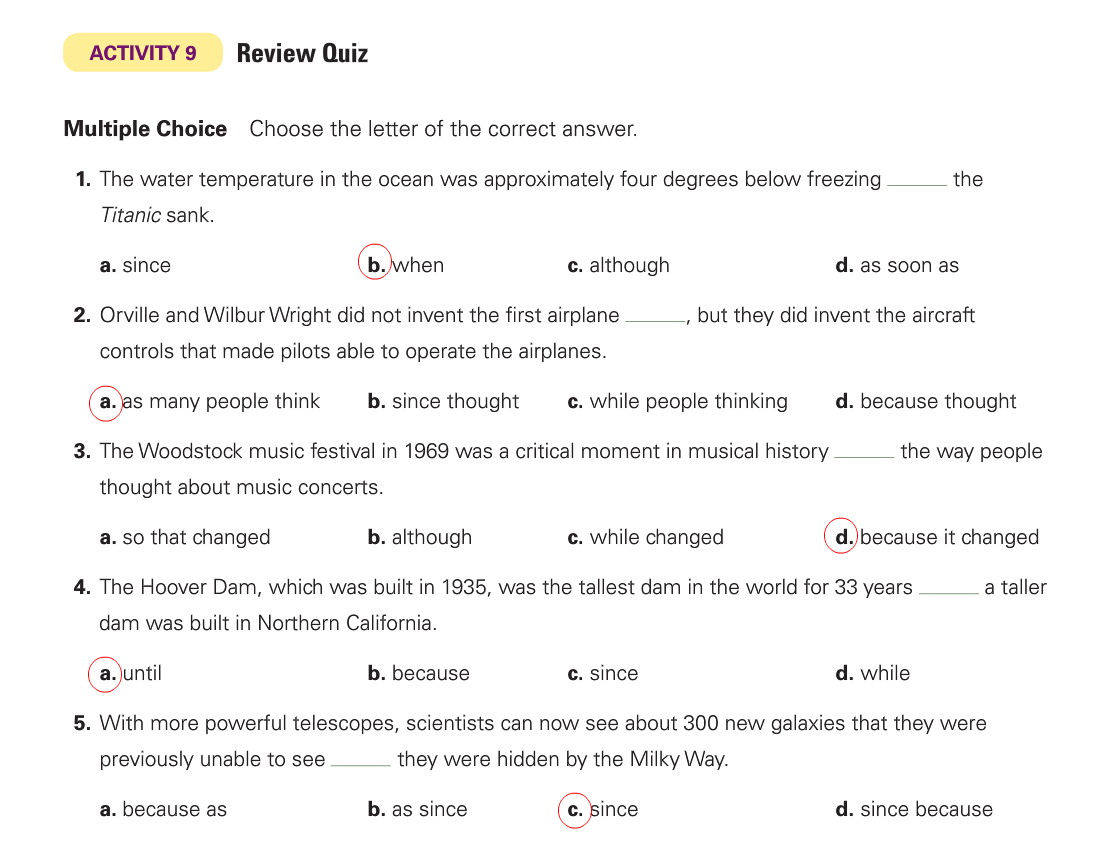 ACTIVITY 9 Review Quiz
Multiple Choice Choose the letter of the correct answer.
1. The water temperature in the ocean was approximately four degrees below freezing ______ the
Titanic sank.
a. since b. when c. although d. as soon as
2. Orville and Wilbur Wright did not invent the first airplane ______, but they did invent the aircraft
controls that made pilots able to operate the airplanes.
a. as many people think b. since thought c. while people thinking d. because thought
3. The Woodstock music festival in 1969 was a critical moment in musical history ______ the way people
thought about music concerts.
a. so that changed b. although c. while changed d. because it changed
4. The Hoover Dam, which was built in 1935, was the tallest dam in the world for 33 years ______ a taller
dam was built in Northern California.
a. until b. because c. since d. while
5. With more powerful telescopes, scientists can now see about 300 new galaxies that they were
previously unable to see ______ they were hidden by the Milky Way.
a. because as b. as since c. since d. since because